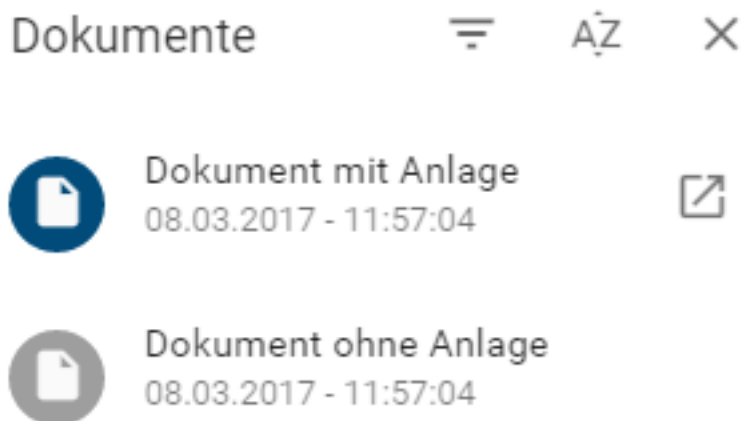 Dokumente AZ
Dokument mit Anlage
08.03.2017 - 11:57:04
Dokument ohne Anlage
08.03.2017 - 11:57:04